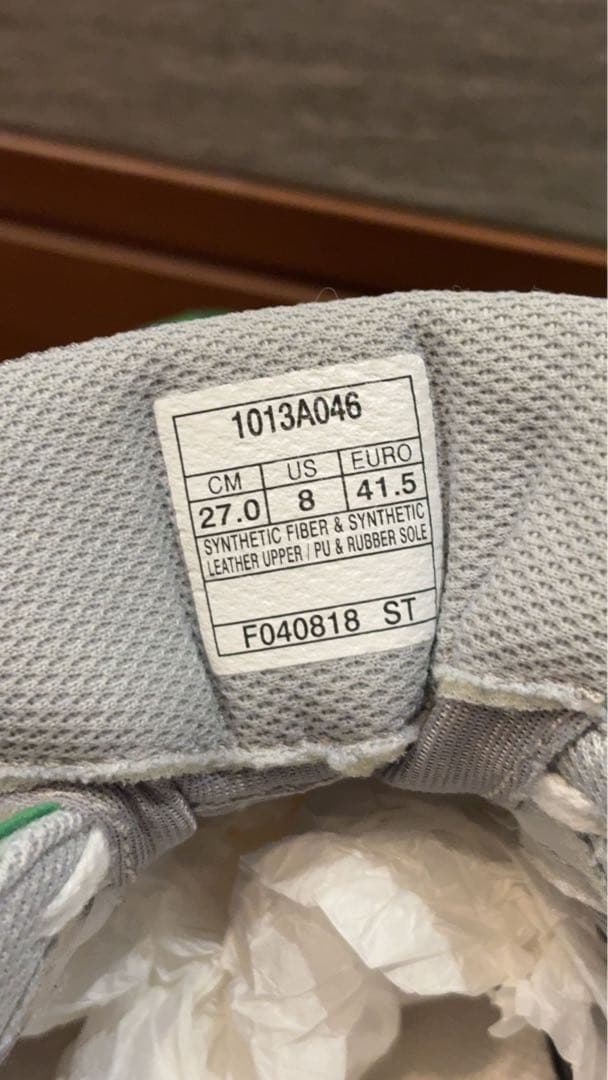 1013A046
CM US EURO
27.0 8 41.5
SYNTHETIC FIBER & SYNTHETIC
LEATHER UPPER / PU & RUBBER SOLE
F040818 ST